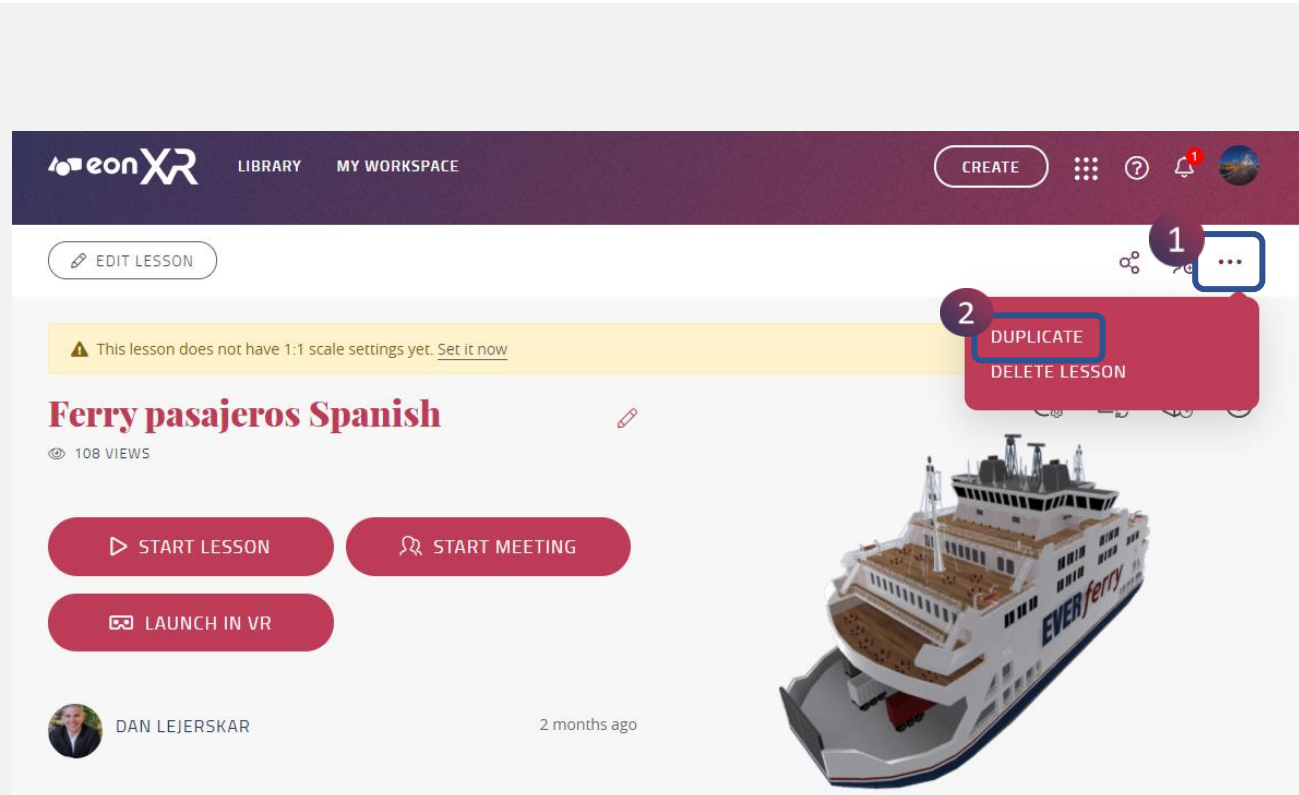 eon XR LIBRARY MY WORKSPACE CREATE 1
EDIT LESSON 1
2
DUPLICATE
DELETE LESSON
This lesson does not have 1:1 scale settings yet. Set it now
Ferry pasajeros Spanish
108 VIEWS
START LESSON START MEETING
LAUNCH IN VR
EVERferry
DAN LEJERSKAR 2 months ago